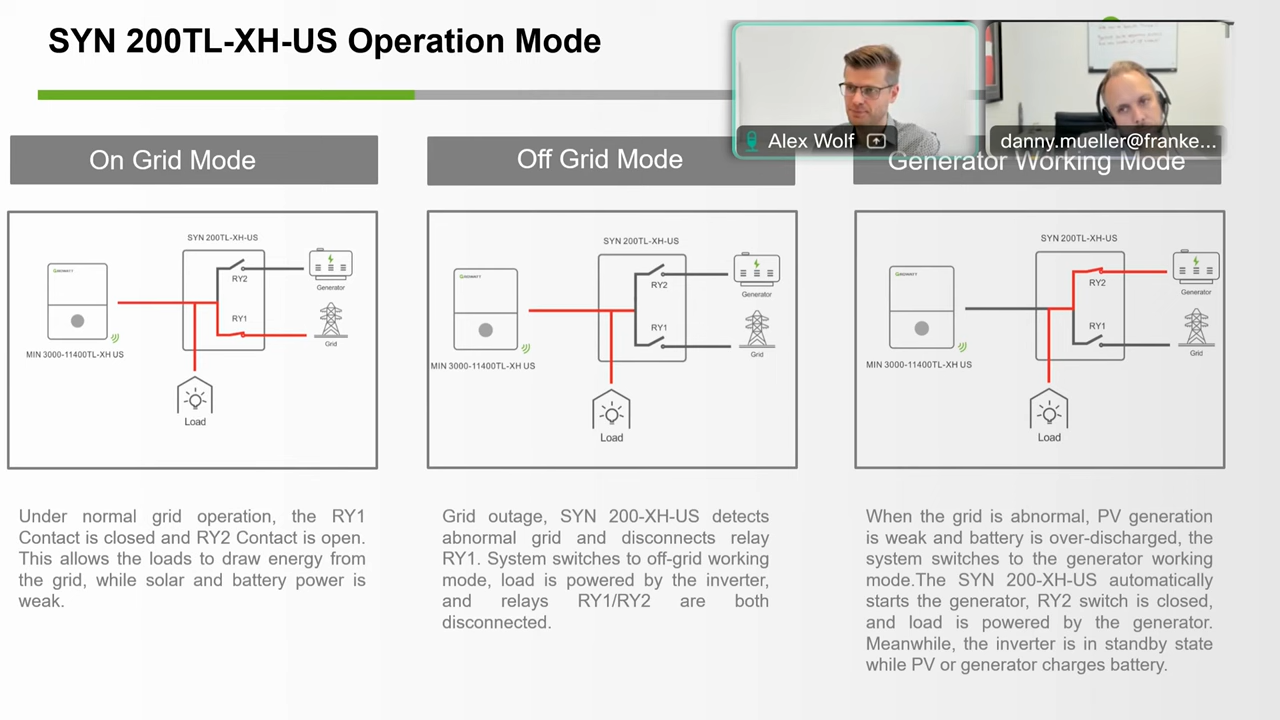 SYN 200TL-XH-US Operation Mode
Alex Wolf
danny.mueller@franke...
On Grid Mode
Off Grid Mode
Generator Working Mode
SYN 200TL-XH-US
GROWATT
RY2
RY1
Generator
Grid
MIN 3000-11400TL-XH US
Load
SYN 200TL-XH-US
GROWATT
RY2
RY1
Generator
Grid
MIN 3000-11400TL-XH US
Load
SYN 200TL-XH-US
GROWATT
RY2
RY1
Generator
Grid
MIN 3000-11400TL-XH US
Load
Under normal grid operation, the RY1
Contact is closed and RY2 Contact is open.
This allows the loads to draw energy from
the grid, while solar and battery power is
weak.
Grid outage, SYN 200-XH-US detects
abnormal grid and disconnects relay
RY1. System switches to off-grid working
mode, load is powered by the inverter,
and relays RY1/RY2 are both
disconnected.
When the grid is abnormal, PV generation
is weak and battery is over-discharged, the
system switches to the generator working
mode.The SYN 200-XH-US automatically
starts the generator, RY2 switch is closed,
and load is powered by the generator.
Meanwhile, the inverter is in standby state
while PV or generator charges battery.